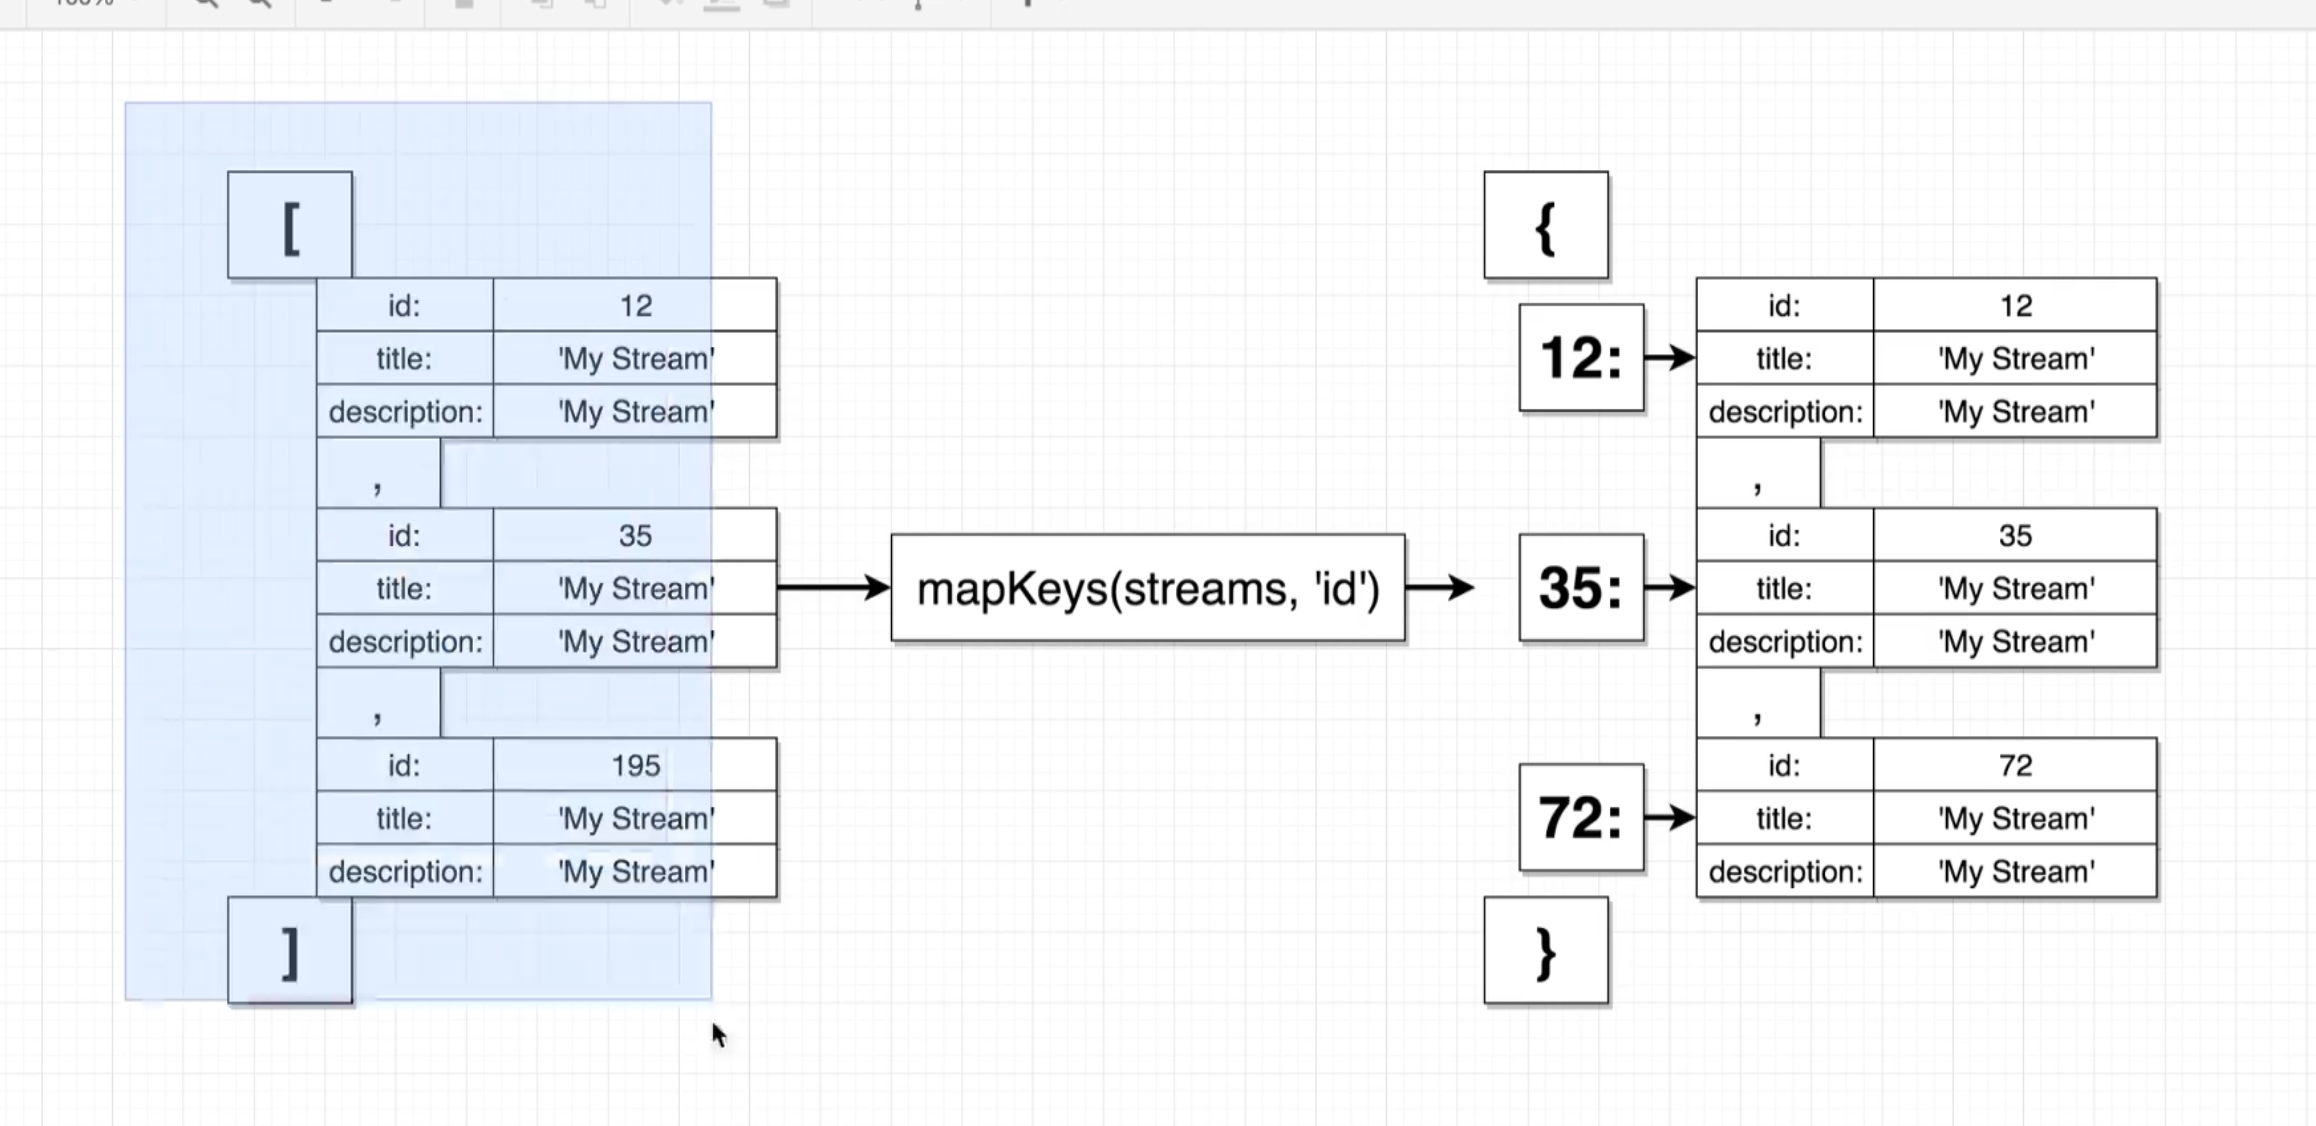 [
id: 12
title: 'My Stream'
description: 'My Stream'
,
id: 35
title: 'My Stream'
description: 'My Stream'
,
id: 195
title: 'My Stream'
description: 'My Stream'
]
mapKeys(streams, 'id')
{
12:
id: 12
title: 'My Stream'
description: 'My Stream'
,
35:
id: 35
title: 'My Stream'
description: 'My Stream'
,
72:
id: 72
title: 'My Stream'
description: 'My Stream'
}